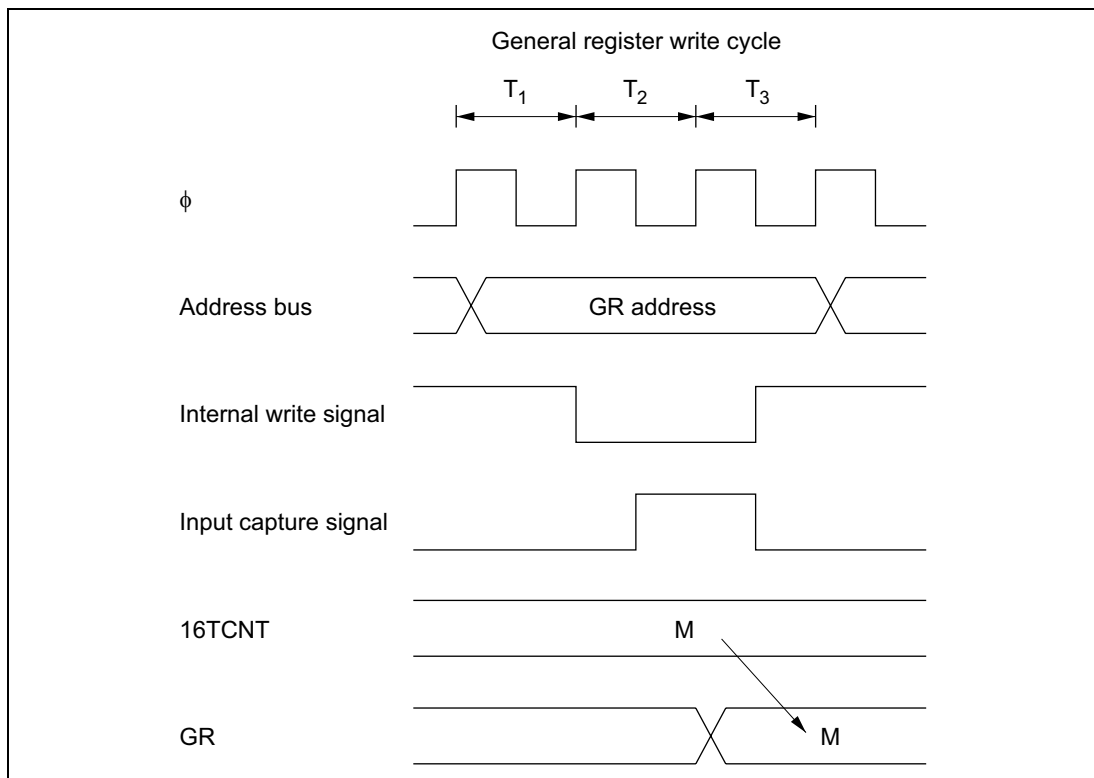 General register write cycle
T1 T2 T3
ϕ
Address bus GR address
Internal write signal
Input capture signal
16TCNT M
GR M